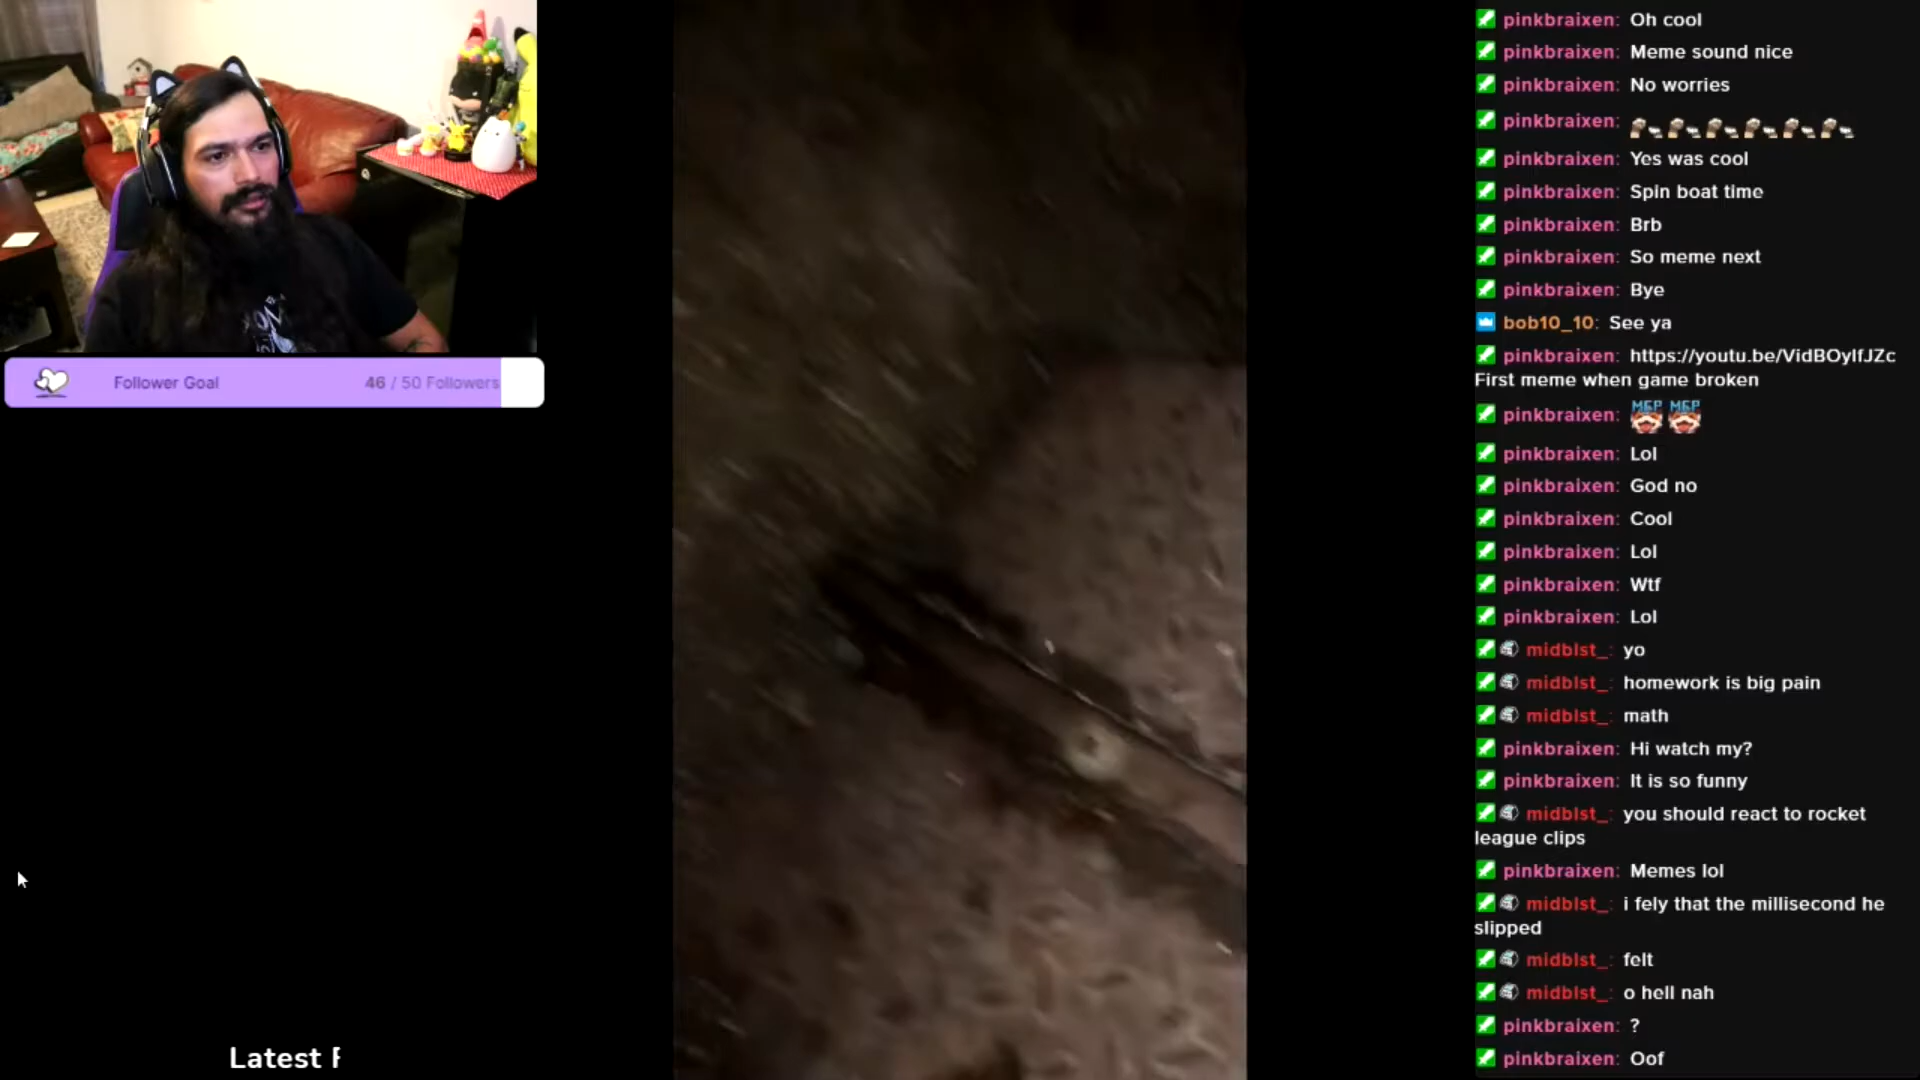 Follower Goal
46 / 50 Followers
Latest
pinkbraixen: Oh cool
pinkbraixen: Meme sound nice
pinkbraixen: No worries
pinkbraixen:
pinkbraixen: Yes was cool
pinkbraixen: Spin boat time
pinkbraixen: Brb
pinkbraixen: So meme next
pinkbraixen: Bye
bob10_10: See ya
pinkbraixen: https://youtu.be/VidBOyIfJZc
First meme when game broken
pinkbraixen:
pinkbraixen: Lol
pinkbraixen: God no
pinkbraixen: Cool
pinkbraixen: Lol
pinkbraixen: Wtf
pinkbraixen: Lol
midblst_: yo
midblst_: homework is big pain
midblst_: math
pinkbraixen: Hi watch my?
pinkbraixen: It is so funny
midblst_: you should react to rocket
league clips
pinkbraixen: Memes lol
midblst_: i fely that the millisecond he
slipped
midblst_: felt
midblst_: o hell nah
pinkbraixen: ?
pinkbraixen: Oof